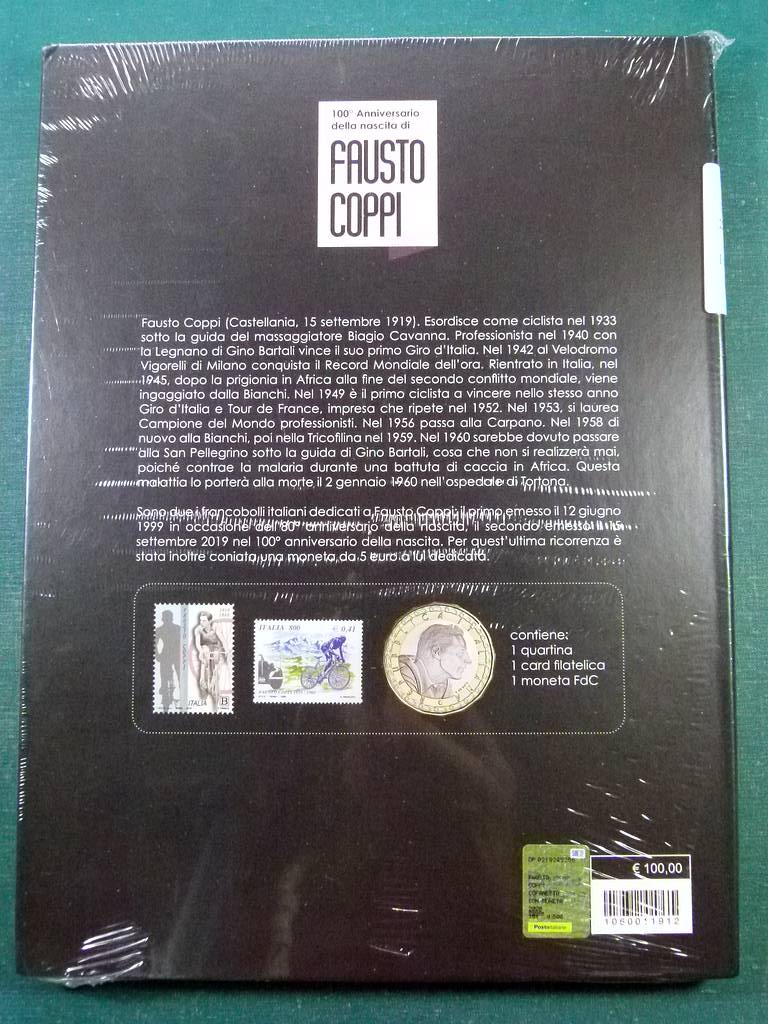 100° Anniversario
della nascita di
FAUSTO
COPPI
Fausto Coppi (Castellania, 15 settembre 1919). Esordisce come ciclista nel 1933
sotto la guida del massaggiatore Biagio Cavanna. Professionista nel 1940 con
la Legnano di Gino Bartali vince il suo primo Giro d'Italia. Nel 1942 al Velodromo
Vigorelli di Milano conquista il Record Mondiale dell'ora. Rientrato in Italia, nel
1945, dopo la prigionia in Africa alla fine del secondo conflitto mondiale, viene
ingaggiato dalla Bianchi. Nel 1949 è il primo ciclista a vincere nello stesso anno
Giro d'Italia e Tour de France, impresa che ripete nel 1952. Nel 1953, si laurea
Campione del Mondo professionisti. Nel 1956 passa alla Carpano. Nel 1958 di
nuovo alla Bianchi, poi nella Tricofilina nel 1959. Nel 1960 sarebbe dovuto passare
alla San Pellegrino sotto la guida di Gino Bartali, cosa che non si realizzerà mai,
poiché contrae la malaria durante una battuta di caccia in Africa. Questa
malattia lo porterà alla morte il 2 gennaio 1960 nell'ospedale di Tortona.
Sono due i francobolli italiani dedicati a Fausto Coppi: il primo emesso il 12 giugno
1999 in occasione dell'80° anniversario della nascita, il secondo emesso il 15
settembre 2019 nel 100° anniversario della nascita. Per quest'ultima ricorrenza è
stata inoltre coniata una moneta da 5 euro a lui dedicata.
ITALIA B
ITALIA 800 € 0,41
contiene:
1 quartina
1 card filatelica
1 moneta FdC
FAUSTO
COPPI
COFANETTO
CON MONETA
2020
Posteitaliane
€ 100,00
1060011912